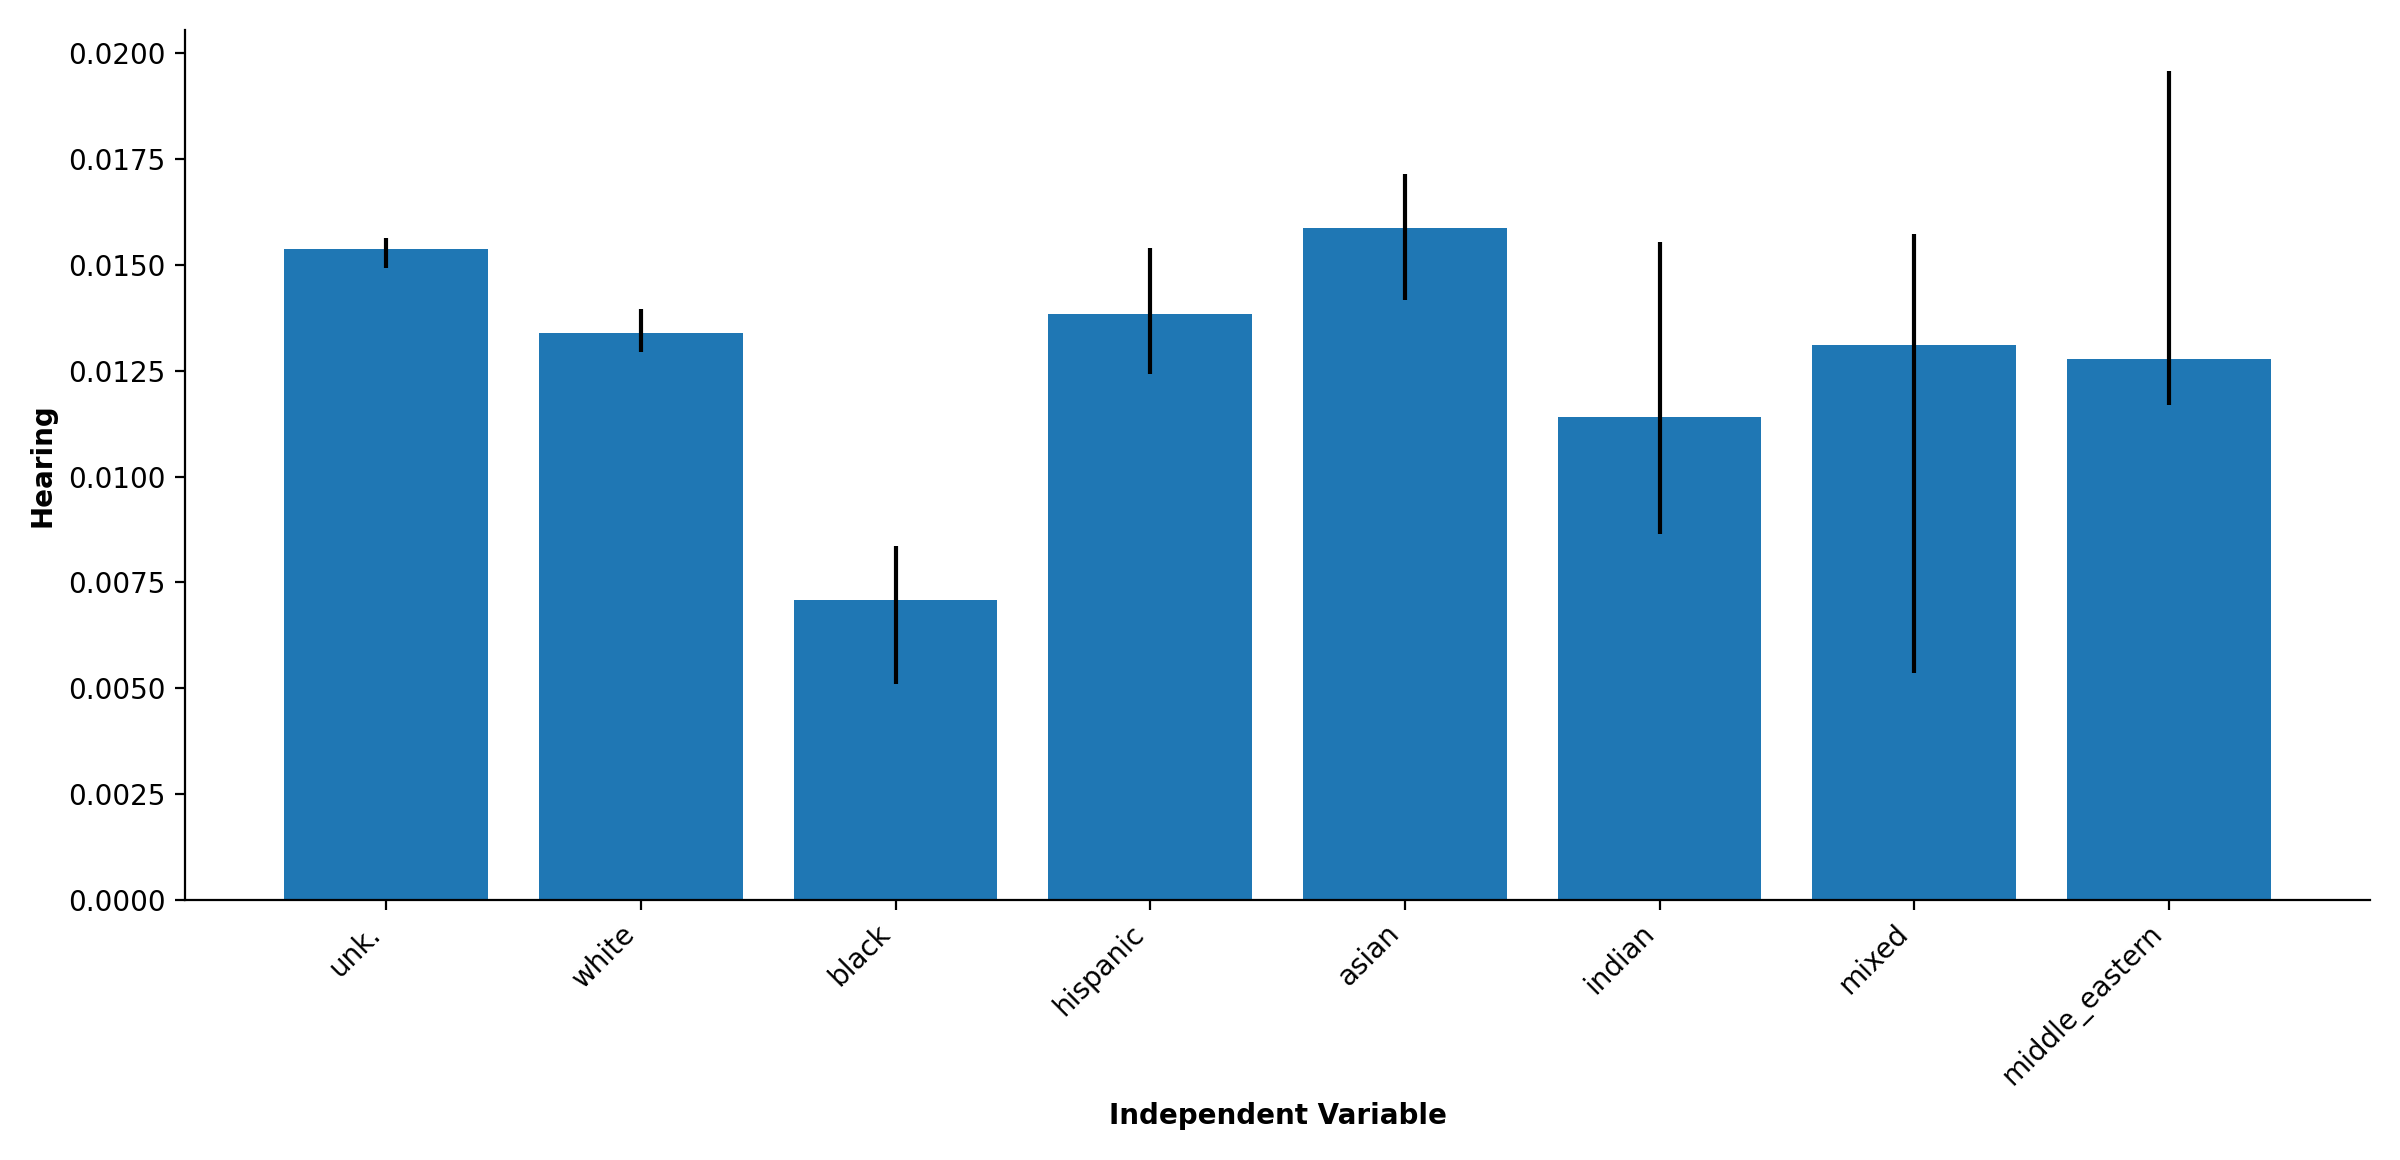 0.0200
0.0175
0.0150
0.0125
0.0100
0.0075
0.0050
0.0025
0.0000
Hearing
unk.
white
black
hispanic
asian
indian
mixed
middle_eastern
Independent Variable